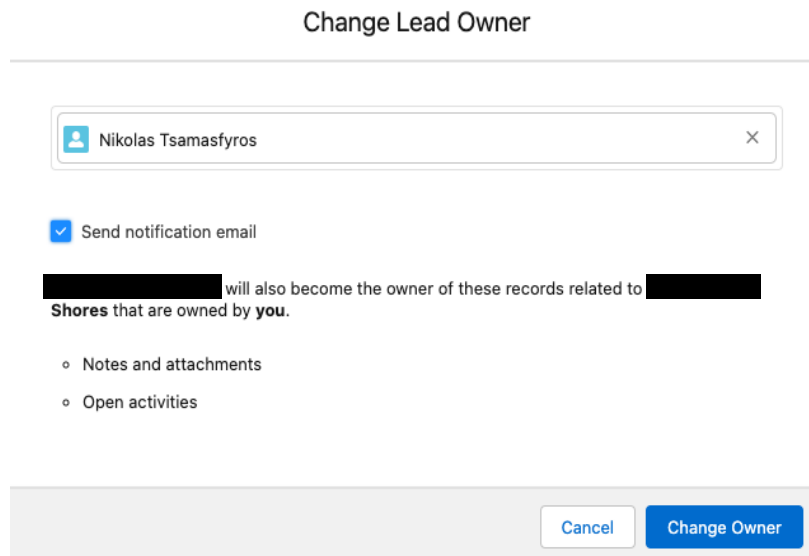 Change Lead Owner
Nikolas Tsamasfyros
Send notification email
will also become the owner of these records related to
Shores that are owned by you.
Notes and attachments
Open activities
Cancel
Change Owner